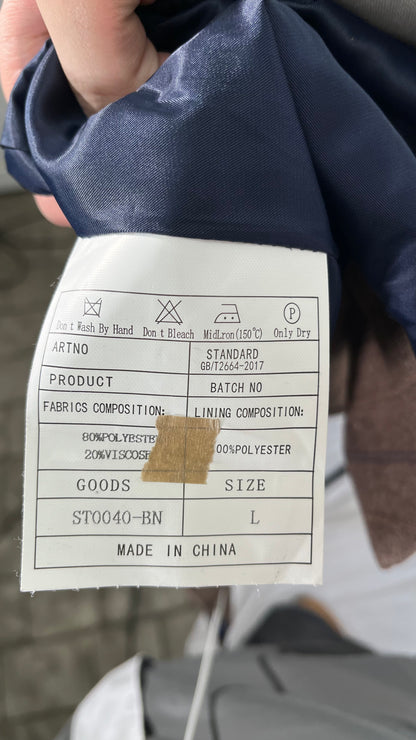 Don't Wash By Hand Don't Bleach MidLron(150℃) Only Dry
P
ARTNO STANDARD
GB/T2664-2017
PRODUCT BATCH NO
FABRICS COMPOSITION: LINING COMPOSITION:
80%POLYESTE 00%POLYESTER
20%VISCOSE
GOODS SIZE
ST0040-BN L
MADE IN CHINA